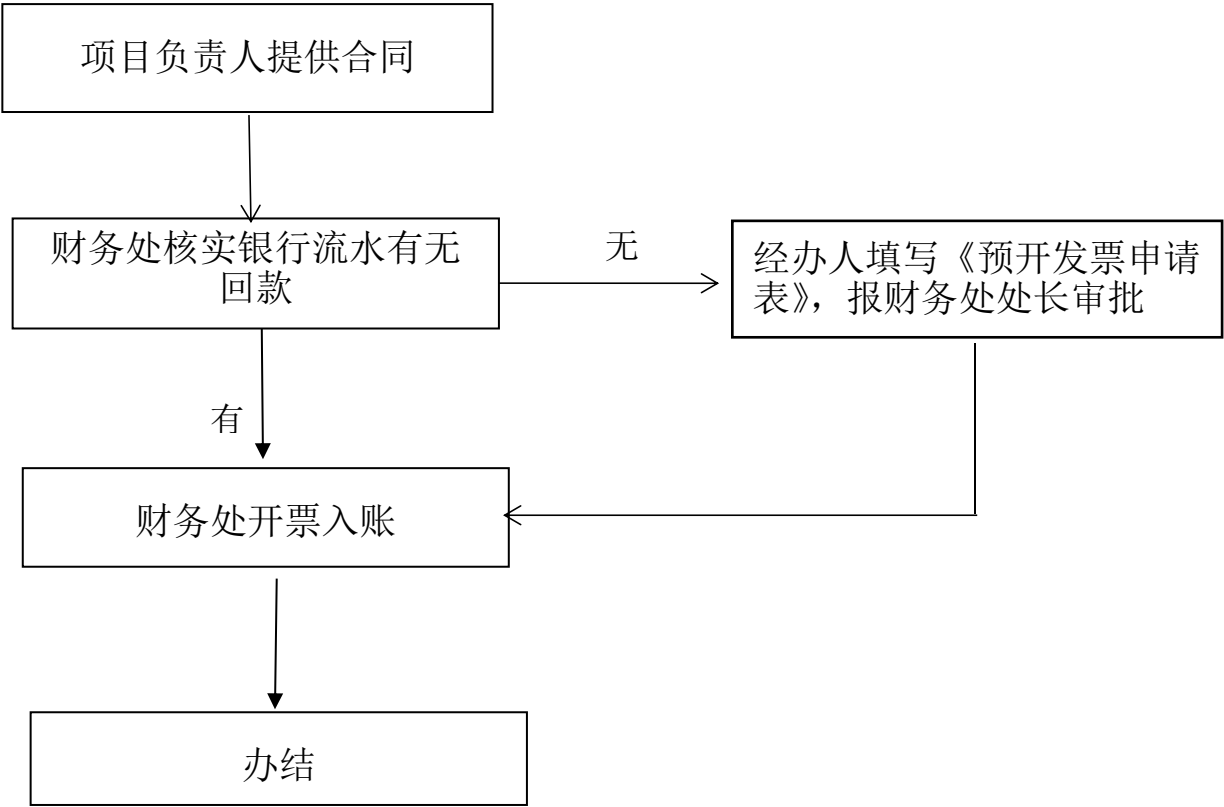 项目负责人提供合同
财务处核实银行流水有无
回款
无
经办人填写《预开发票申请
表》，报财务处处长审批
有
财务处开票入账
办结